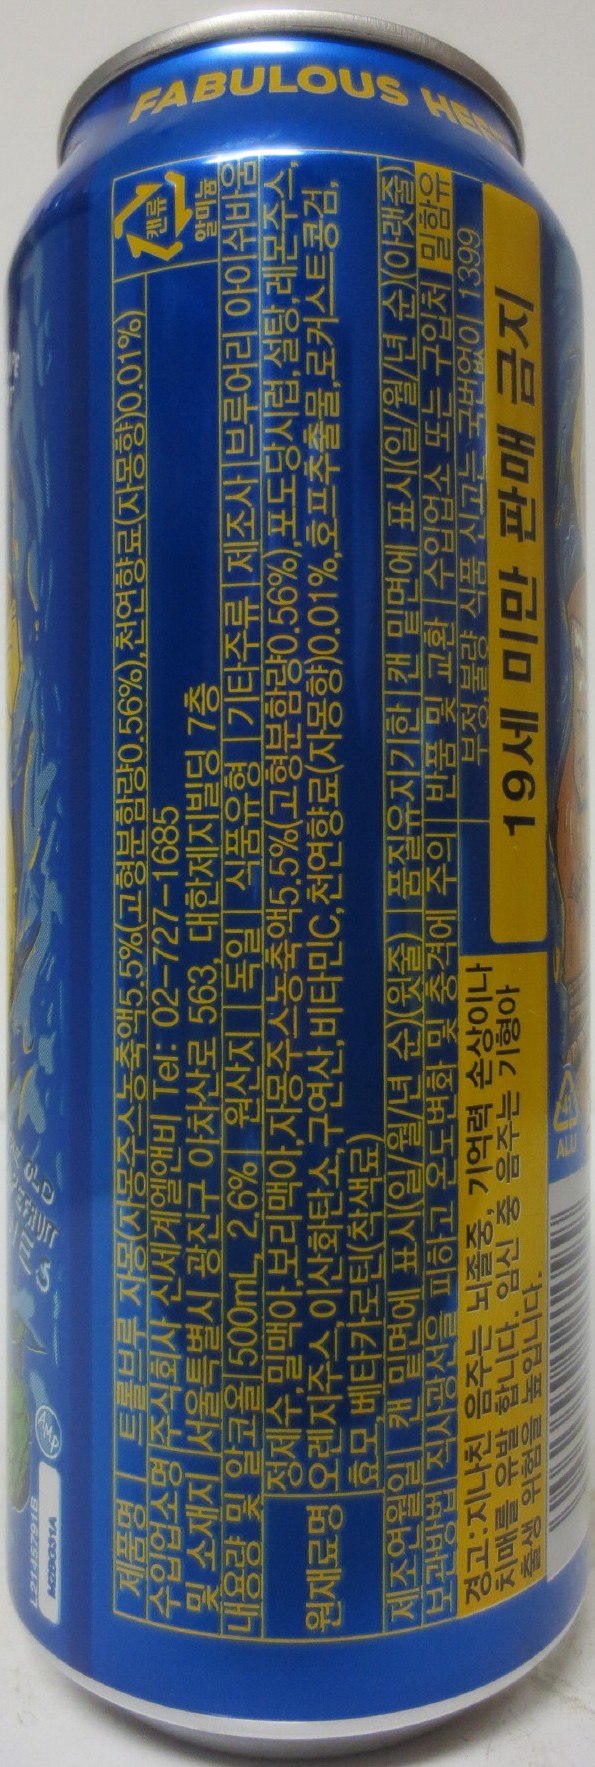 FABULOUS
제품명 트롤브루 자몽(자몽주스농축액5.5%(고형분함량0.56%),천연향료(자몽향)0.01%)
캔류
알미늄
수입업소명 및 소재지 주식회사 신세계엘앤비 Tel: 02-727-1685
서울특별시 광진구 아차산로 563, 대한제지빌딩 7층
내용량 및 알코올 500mL, 2.6% 원산지 독일 식품유형 기타주류 제조사 브루어리 아이쉬바움
원재료명 정제수,밀맥아,보리맥아,자몽주스농축액5.5%(고형분함량0.56%),포도당시럽,설탕,레몬주스,
오렌지주스,이산화탄소,구연산,비타민C,천연향료(자몽향)0.01%,호프추출물,로커스트콩검,
효모,베타카로틴(착색료)
밀함유
제조연월일 캔 밑면에 표시(일/월/년 순)(윗줄) 품질유지기한 캔 밑면에 표시(일/월/년 순)(아랫줄)
보관방법 직사광선을 피하고 온도변화 및 충격에 주의 반품 및 교환 수입업소 또는 구입처
부정·불량 식품 신고는 국번없이 1399
경고:지나친 음주는 뇌졸중, 기억력 손상이나
치매를 유발 합니다. 임신 중 음주는 기형아
출생 위험을 높입니다.
19세 미만 판매 금지
41
ALU
OLD
AMP
L2145791B